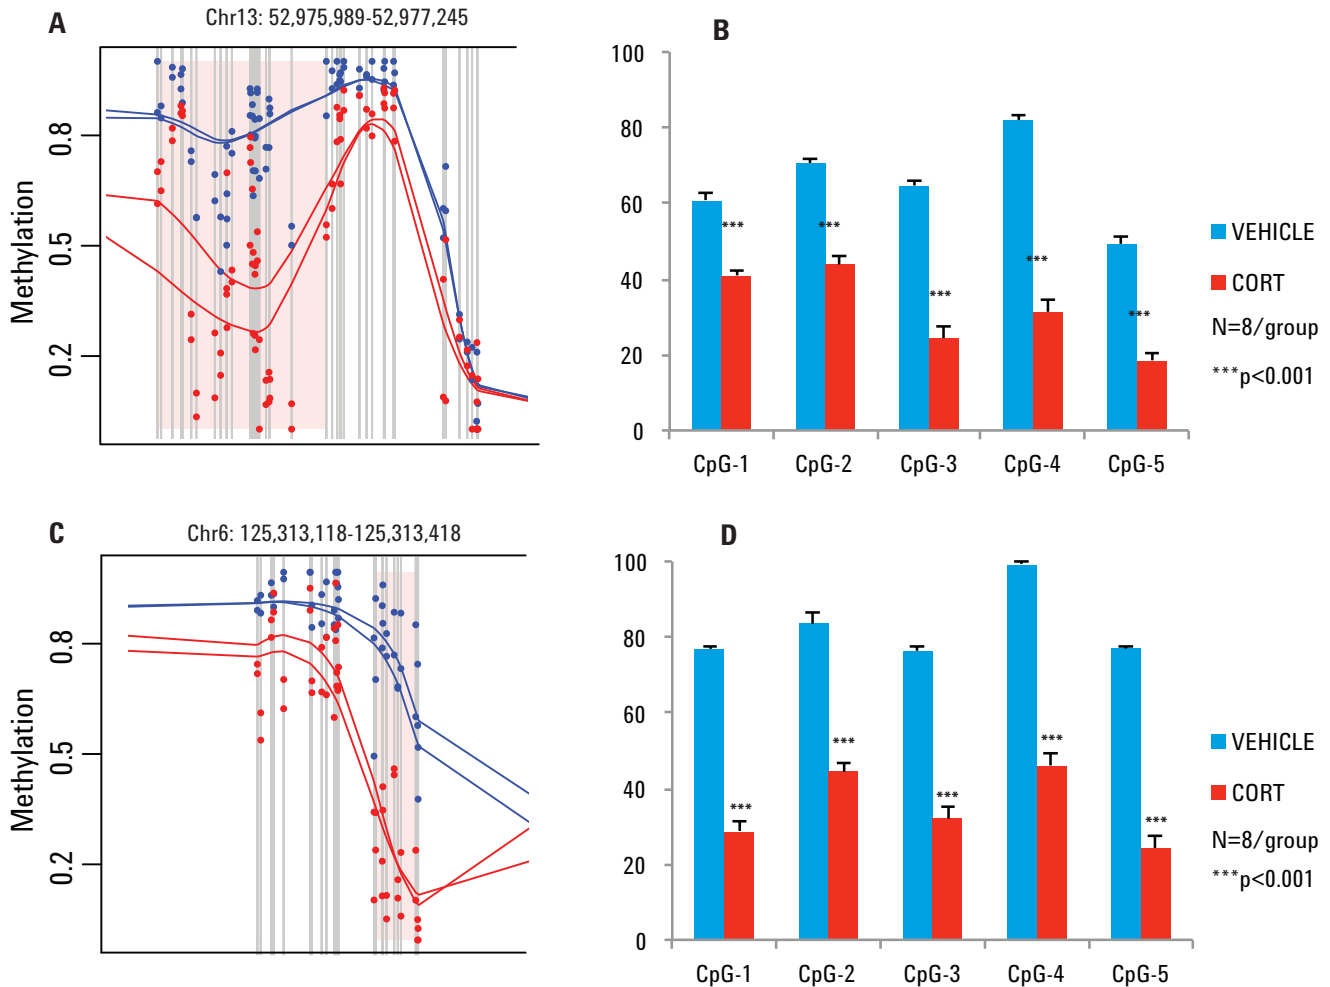 A
Chr13: 52,975,989-52,977,245
Methylation
0.8
0.5
0.2
B
100
80
60
40
20
0
***
***
***
***
***
CpG-1 CpG-2 CpG-3 CpG-4 CpG-5
VEHICLE
CORT
N=8/group
***p<0.001
C
Chr6: 125,313,118-125,313,418
Methylation
0.8
0.5
0.2
D
100
80
60
40
20
0
***
***
***
***
***
CpG-1 CpG-2 CpG-3 CpG-4 CpG-5
VEHICLE
CORT
N=8/group
***p<0.001